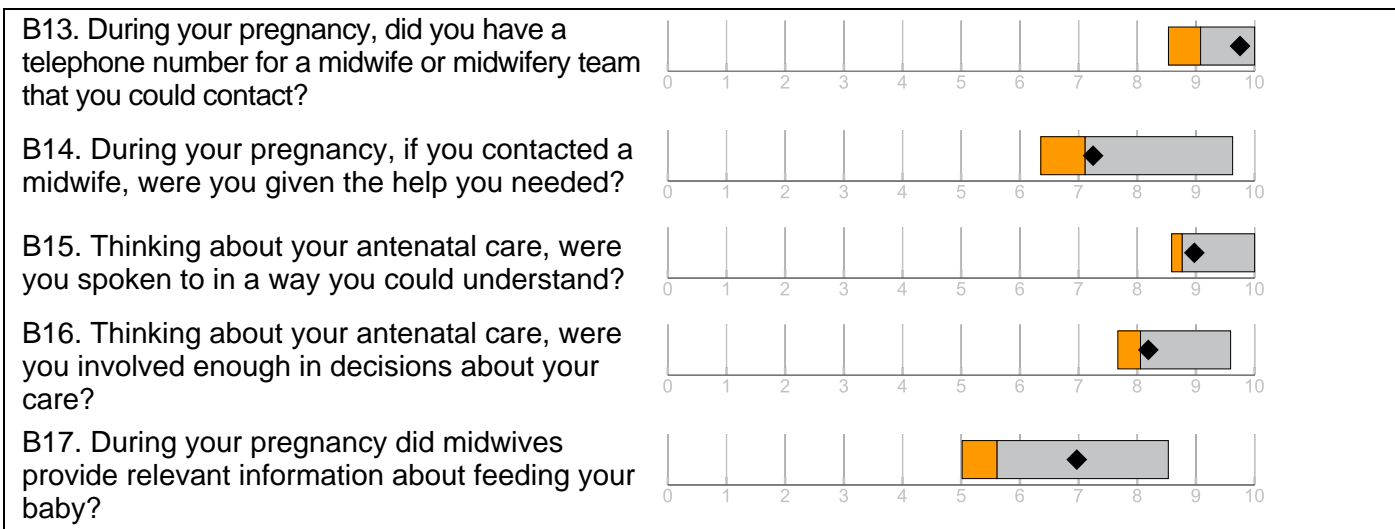 B13. During your pregnancy, did you have a
telephone number for a midwife or midwifery team
that you could contact?
0 1 2 3 4 5 6 7 8 9 10
B14. During your pregnancy, if you contacted a
midwife, were you given the help you needed?
0 1 2 3 4 5 6 7 8 9 10
B15. Thinking about your antenatal care, were
you spoken to in a way you could understand?
0 1 2 3 4 5 6 7 8 9 10
B16. Thinking about your antenatal care, were
you involved enough in decisions about your
care?
0 1 2 3 4 5 6 7 8 9 10
B17. During your pregnancy did midwives
provide relevant information about feeding your
baby?
0 1 2 3 4 5 6 7 8 9 10